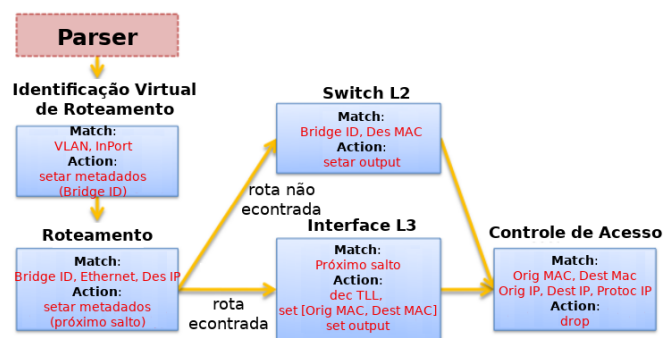 Parser
Identificação Virtual
de Roteamento
Match:
VLAN, InPort
Action:
setar metadados
(Bridge ID)
Roteamento
Match:
Bridge ID, Ethernet, Des IP
Action:
setar metadados
(próximo salto)
rota não
econtrada
rota
econtrada
Switch L2
Match:
Bridge ID, Des MAC
Action:
setar output
Interface L3
Match:
Próximo salto
Action:
dec TLL,
set [Orig MAC, Dest MAC]
set output
Controle de Acesso
Match:
Orig MAC, Dest Mac
Orig IP, Dest IP, Protoc IP
Action:
drop